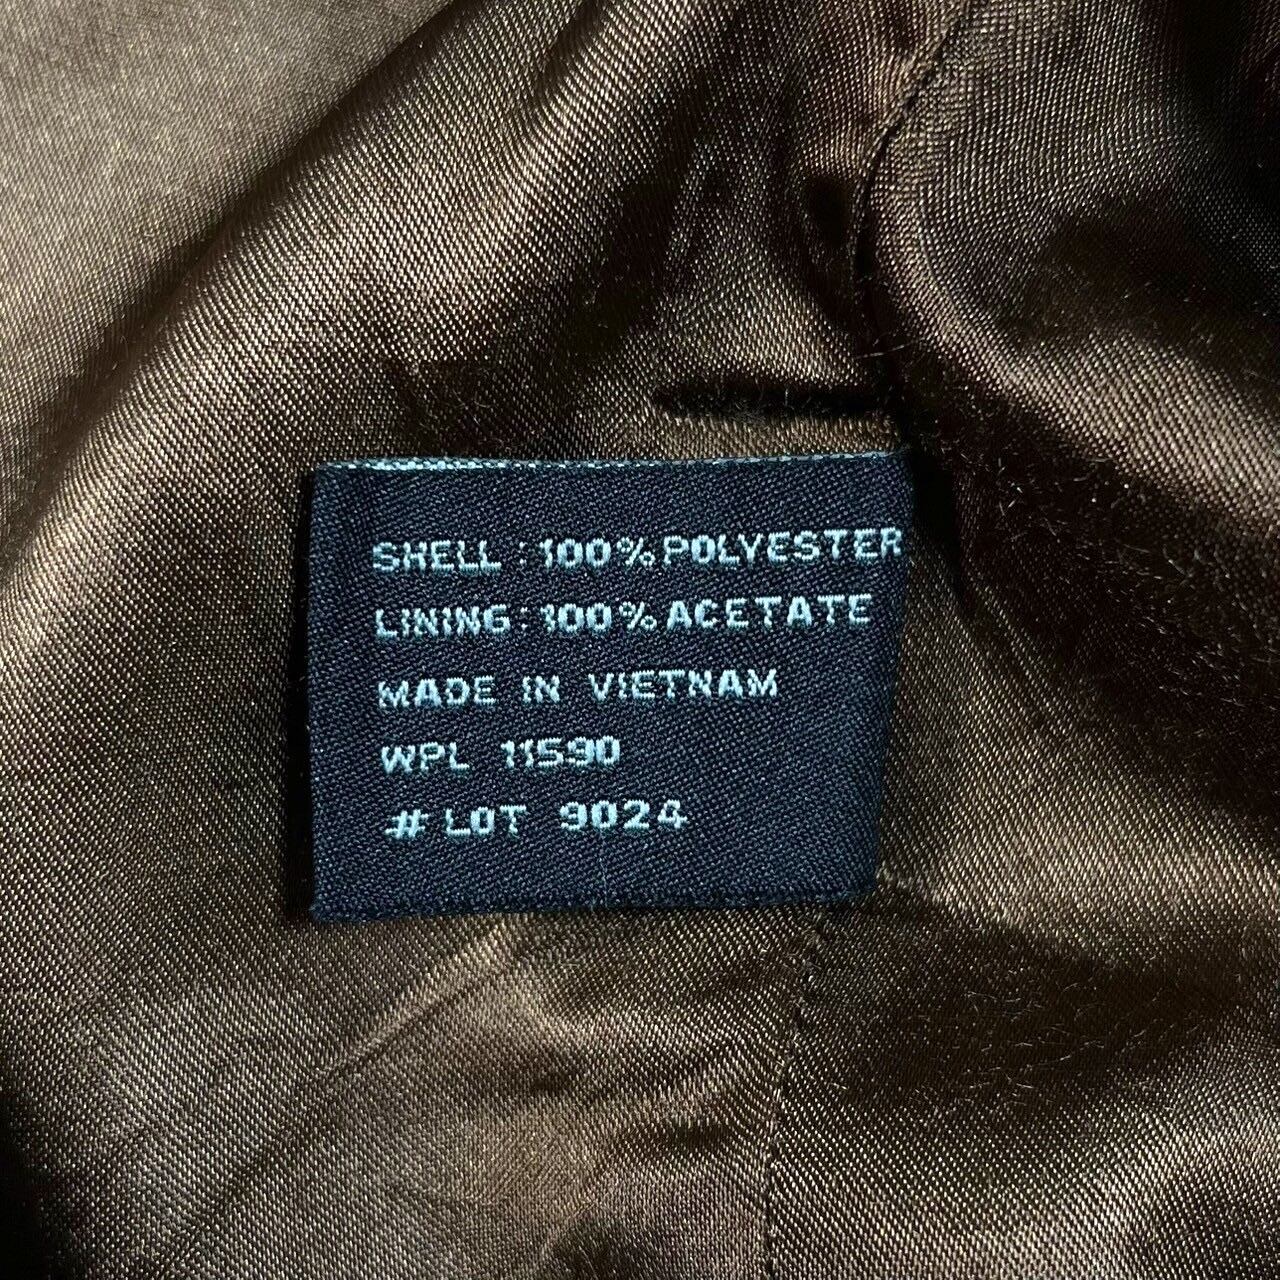 SHELL : 100% POLYESTER
LINING : 100% ACETATE
MADE IN VIETNAM
WPL 11590
# LOT 9024